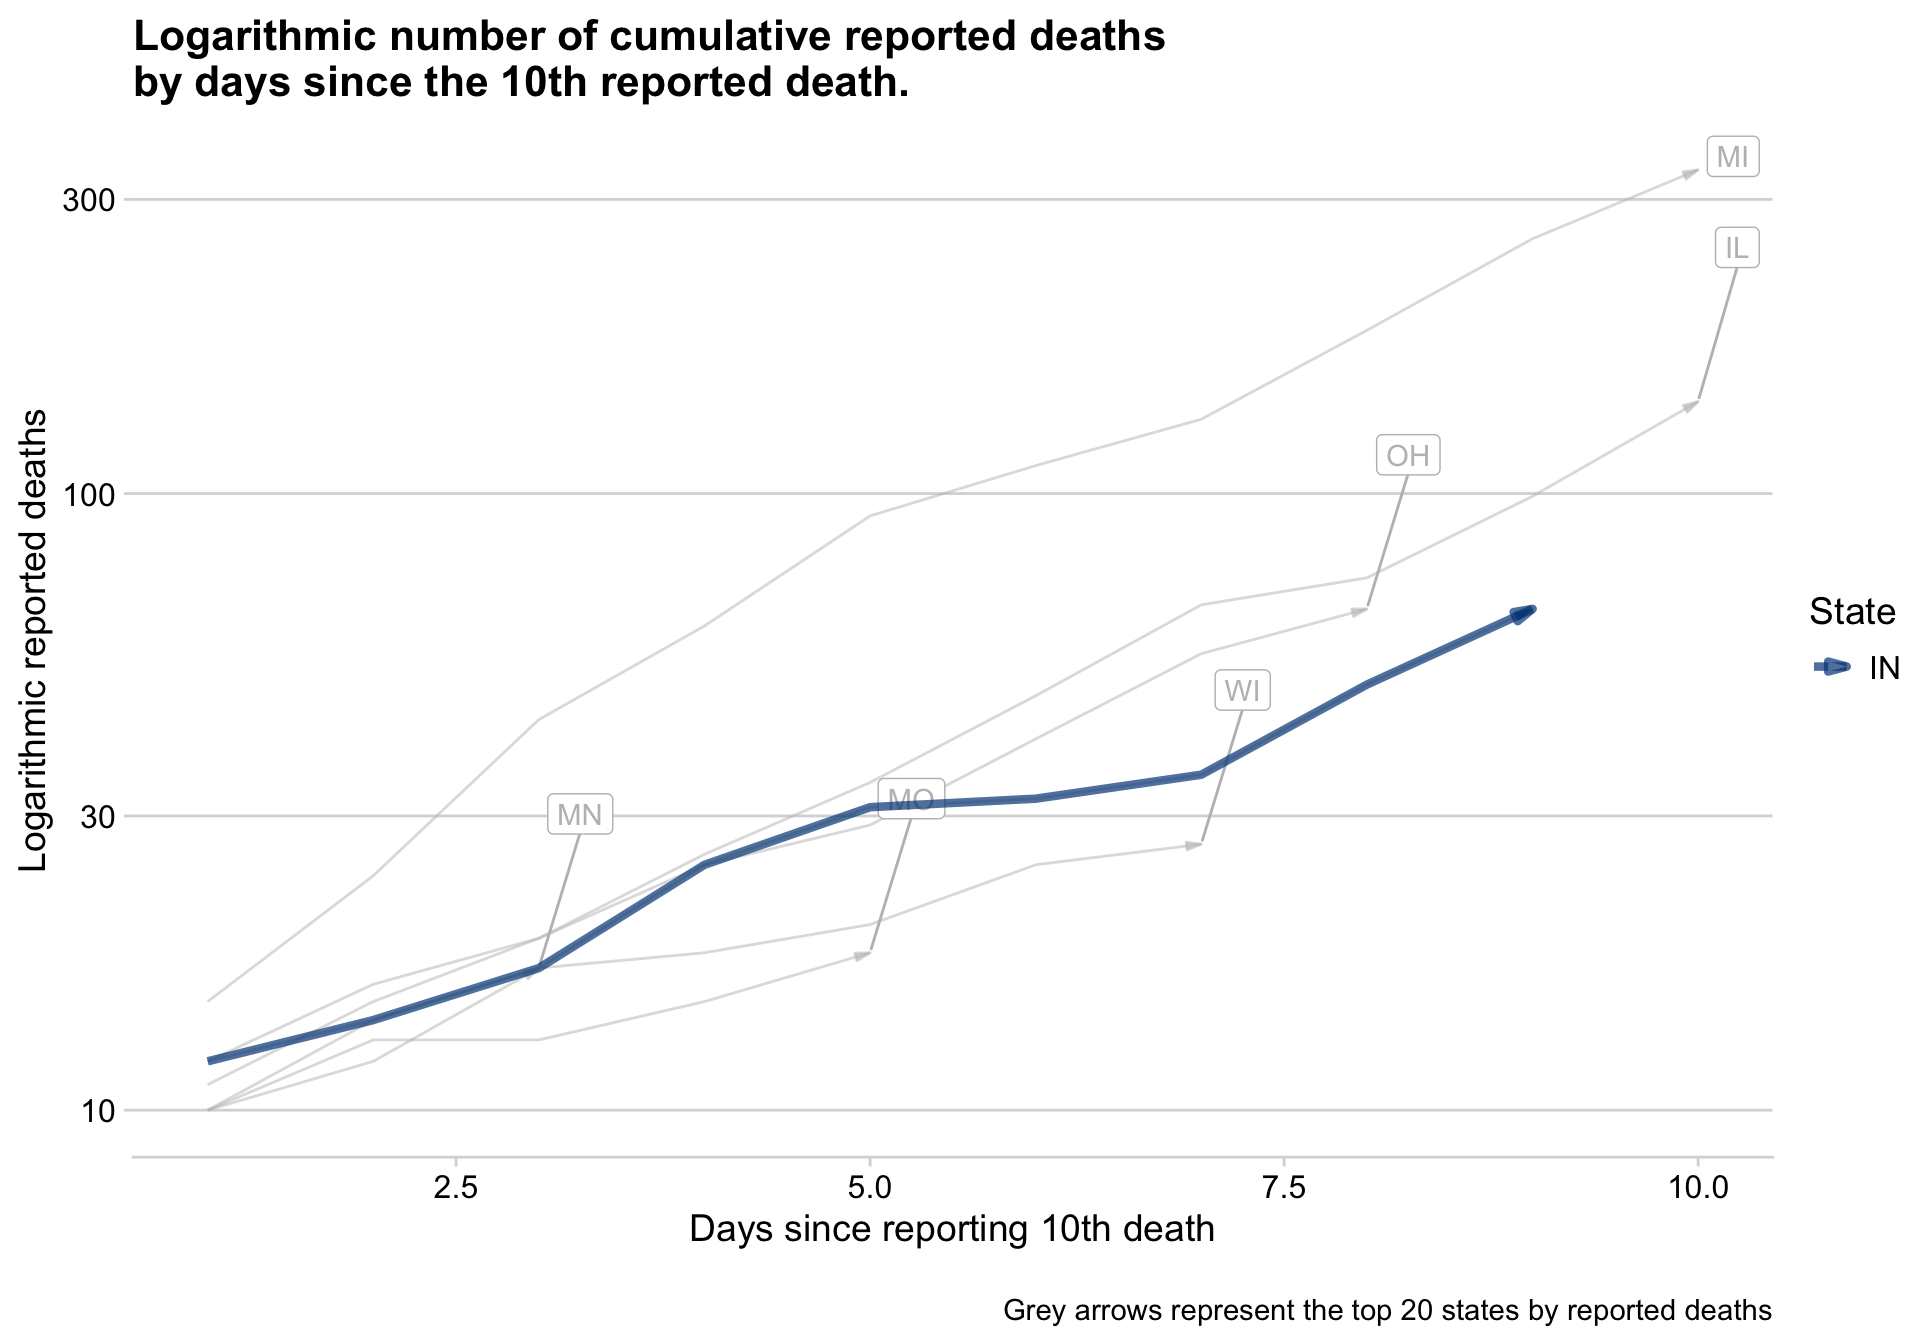 Logarithmic number of cumulative reported deaths
by days since the 10th reported death.
MI
300
IL
OH
100
Logarithmic reported deaths
State
IN
WI
MO
MN
30
10
2.5 5.0 7.5 10.0
Days since reporting 10th death
Grey arrows represent the top 20 states by reported deaths